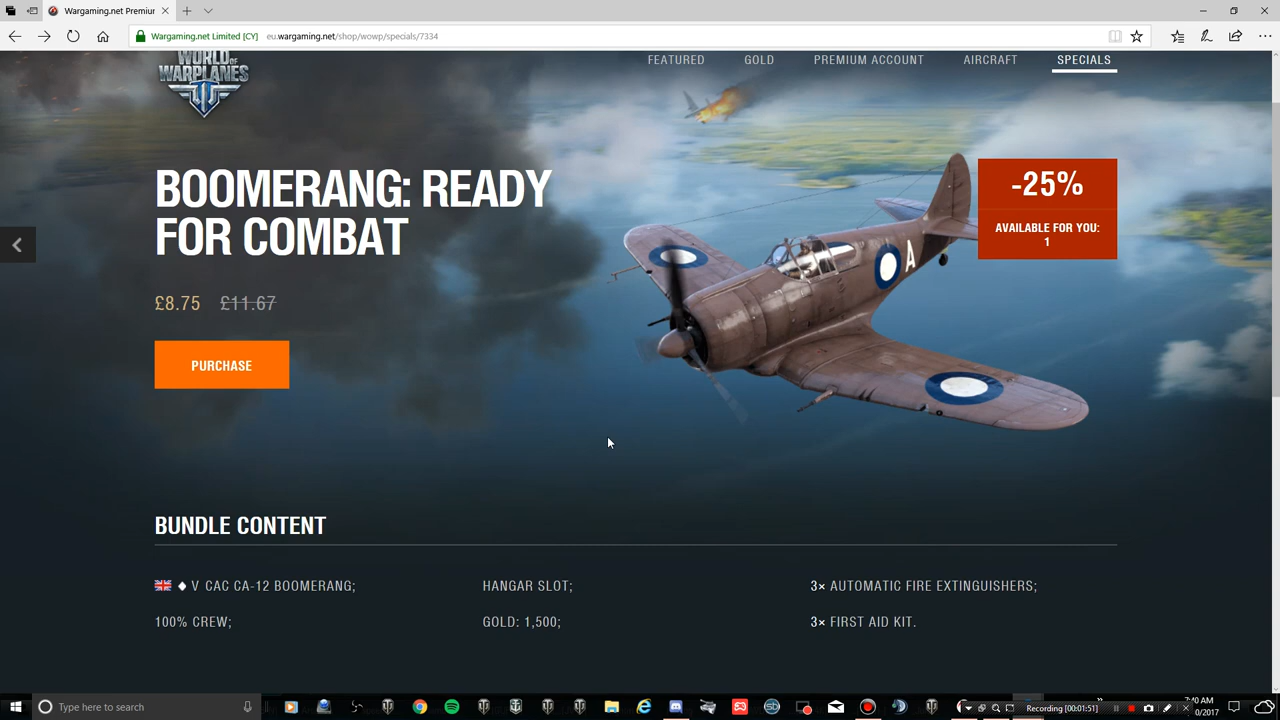 Wargaming.net Premiur
Wargaming.net Limited [CY] eu.wargaming.net/shop/wowp/specials/7334
WORLD OF
WARPLANES
FEATURED GOLD PREMIUM ACCOUNT AIRCRAFT SPECIALS
BOOMERANG: READY
FOR COMBAT
-25%
AVAILABLE FOR YOU:
1
A
£8.75 £11.67
PURCHASE
BUNDLE CONTENT
V CAC CA-12 BOOMERANG; HANGAR SLOT; 3× AUTOMATIC FIRE EXTINGUISHERS;
100% CREW; GOLD: 1,500; 3× FIRST AID KIT.
Type here to search
Recording [00:01:51]